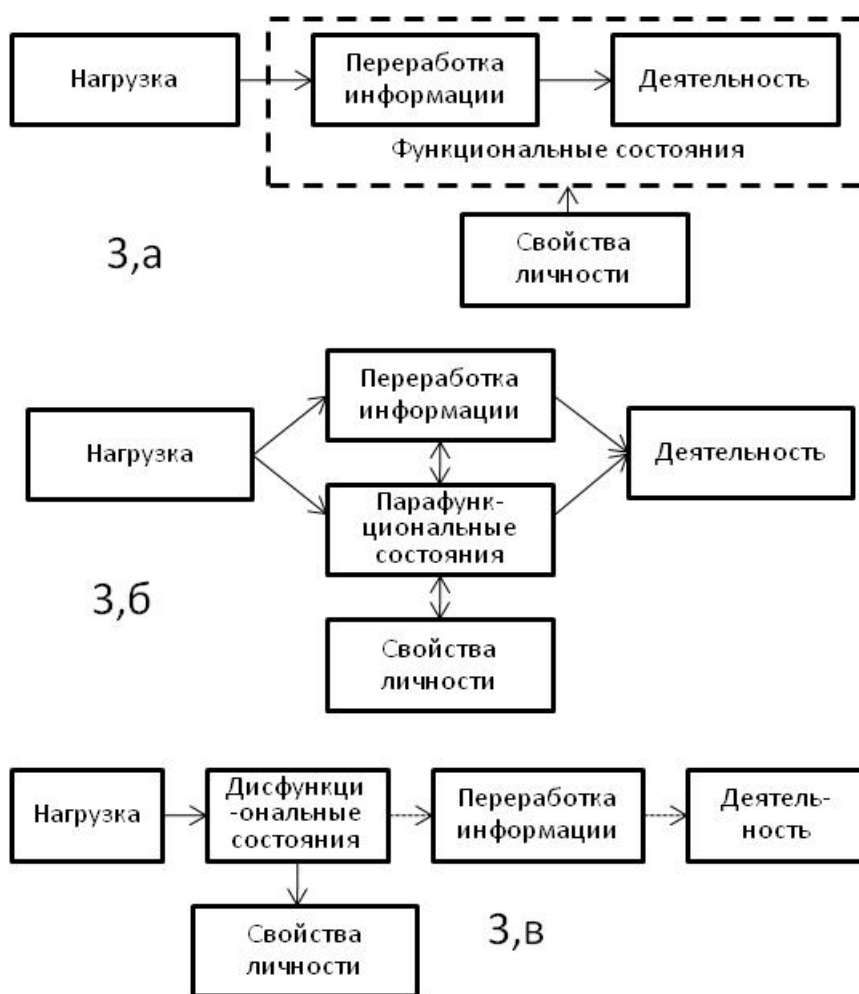 Нагрузка
Переработка
информации
Деятельность
Функциональные состояния
Свойства
личности
3,а
Переработка
информации
Нагрузка
Деятельность
Парафунк-
циональные
состояния
3,б
Свойства
личности
Нагрузка
Дисфункци
-ональные
состояния
Переработка
информации
Деятель-
ность
Свойства
личности
3,в